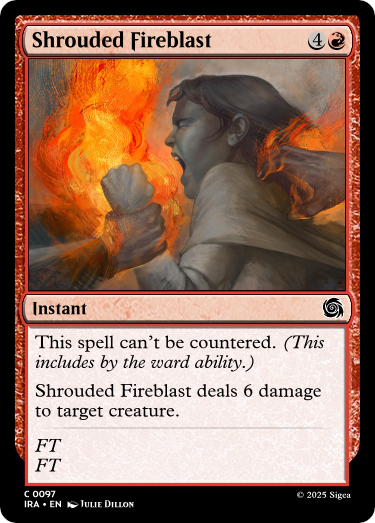 Shrouded Fireblast 4
Instant
This spell can't be countered. (This
includes by the ward ability.)
Shrouded Fireblast deals 6 damage
to target creature.
FT
FT
C 0097
IRA • EN Julie Dillon
© 2025 Sigea